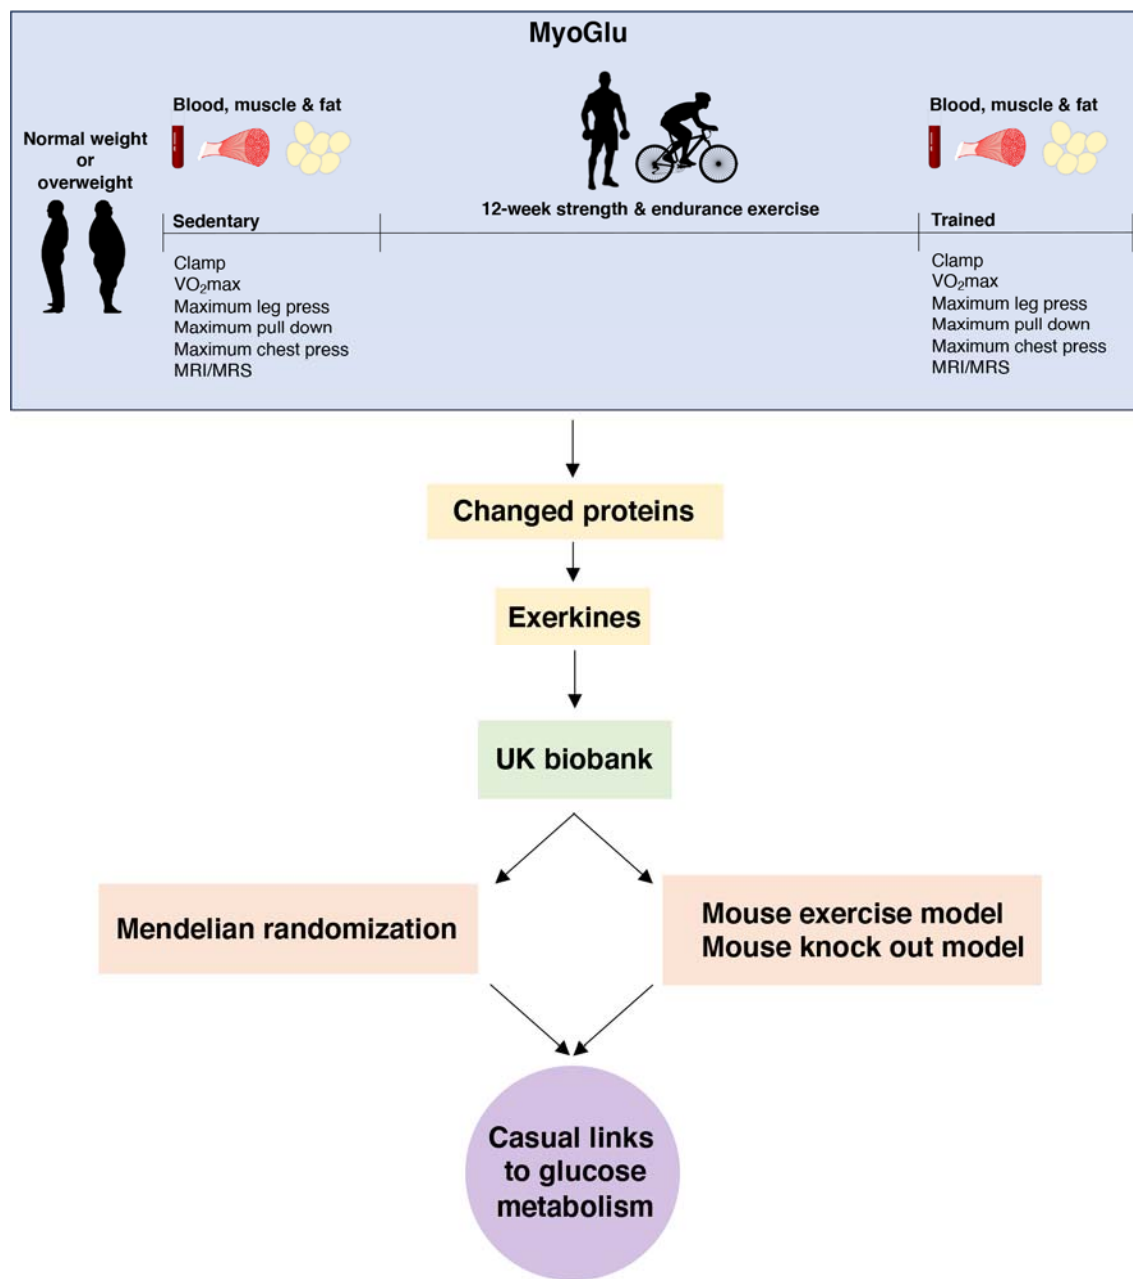 MyoGlu
Normal weight
or
overweight
Blood, muscle & fat
Sedentary
Clamp
VO₂max
Maximum leg press
Maximum pull down
Maximum chest press
MRI/MRS
12-week strength & endurance exercise
Blood, muscle & fat
Trained
Clamp
VO₂max
Maximum leg press
Maximum pull down
Maximum chest press
MRI/MRS
Changed proteins
Exerkines
UK biobank
Mendelian randomization
Mouse exercise model
Mouse knock out model
Casual links
to glucose
metabolism